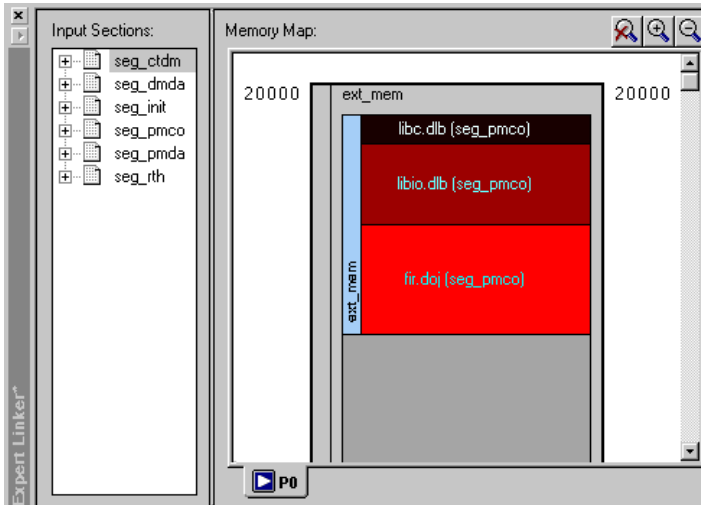 Input Sections:
seg_ctdm
seg_dmda
seg_init
seg_pmco
seg_pmda
seg_rth
Memory Map:
20000
ext_mem
20000
libc.dlb (seg_pmco)
libio.dlb (seg_pmco)
fir.doj (seg_pmco)
ext_mem
P0
Expert Linker*